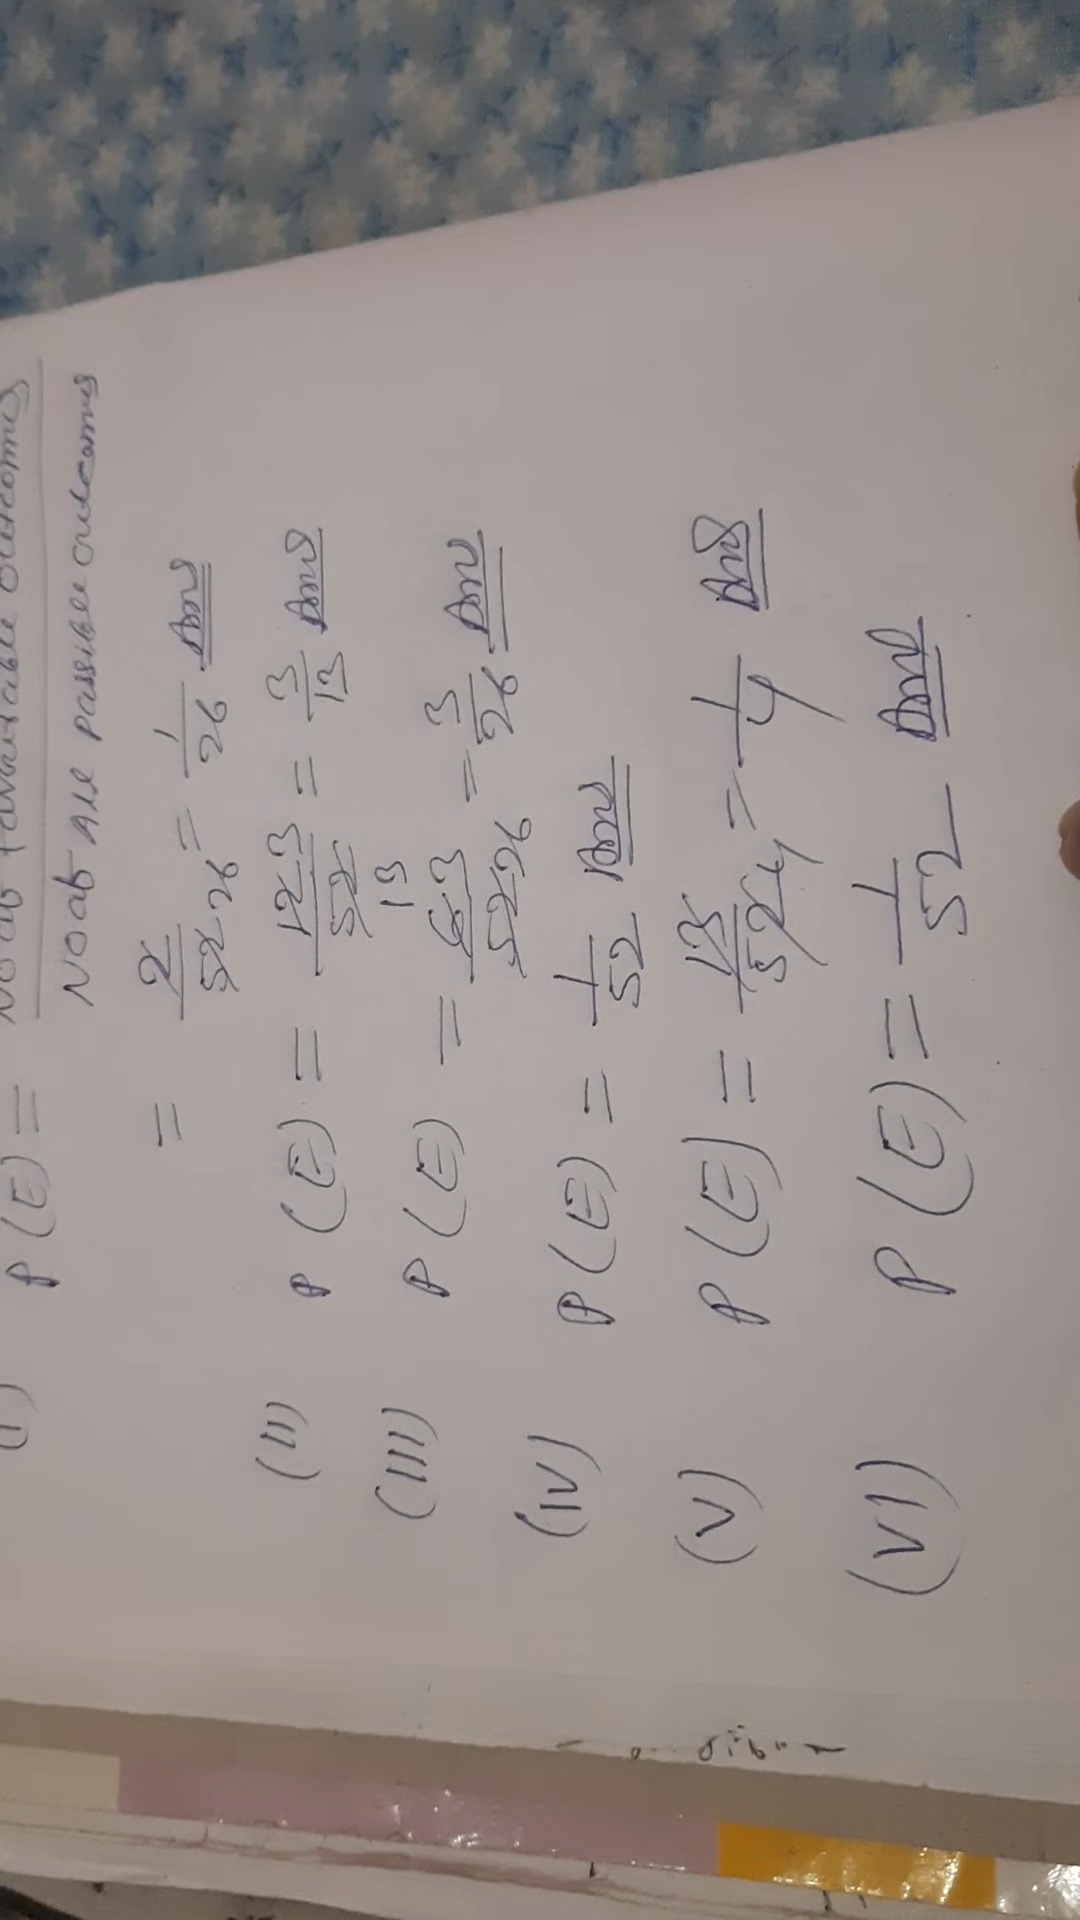 (I) P(E) = No of favourable outcomes
No of All possible outcomes
= 2/52 26 = 1/26 Ans
(II) P(E) = 12 3/52 13 = 3/13 Ans
(III) P(E) = 6 3/52 26 = 3/26 Ans
(IV) P(E) = 1/52 Ans
(V) P(E) = 13/52 4 = 1/4 Ans
(VI) P(E) = 1/52 Ans